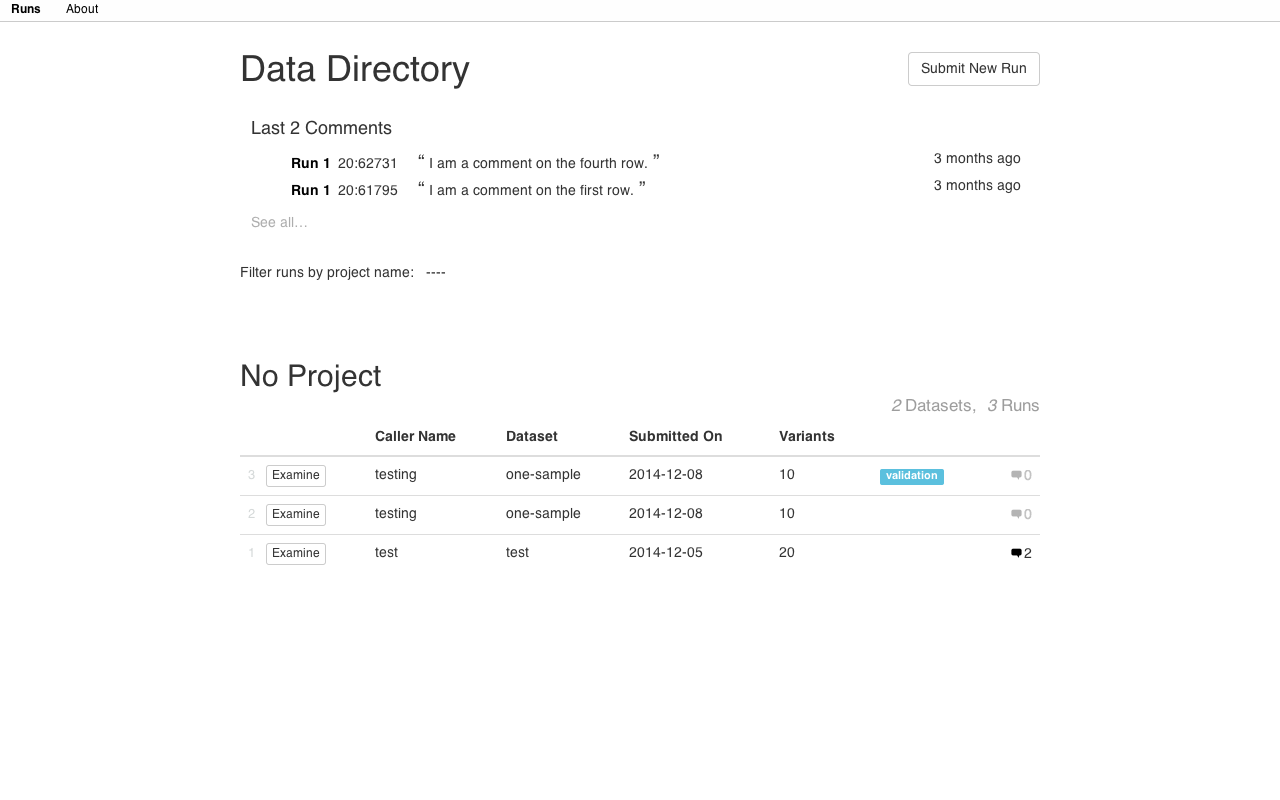 Runs About
Data Directory
Submit New Run
Last 2 Comments
Run 1 20:62731 “ I am a comment on the fourth row. ” 3 months ago
Run 1 20:61795 “ I am a comment on the first row. ” 3 months ago
See all...
Filter runs by project name: ----
No Project
2 Datasets, 3 Runs
Caller Name Dataset Submitted On Variants
3 Examine testing one-sample 2014-12-08 10 validation 0
2 Examine testing one-sample 2014-12-08 10 0
1 Examine test test 2014-12-05 20 2